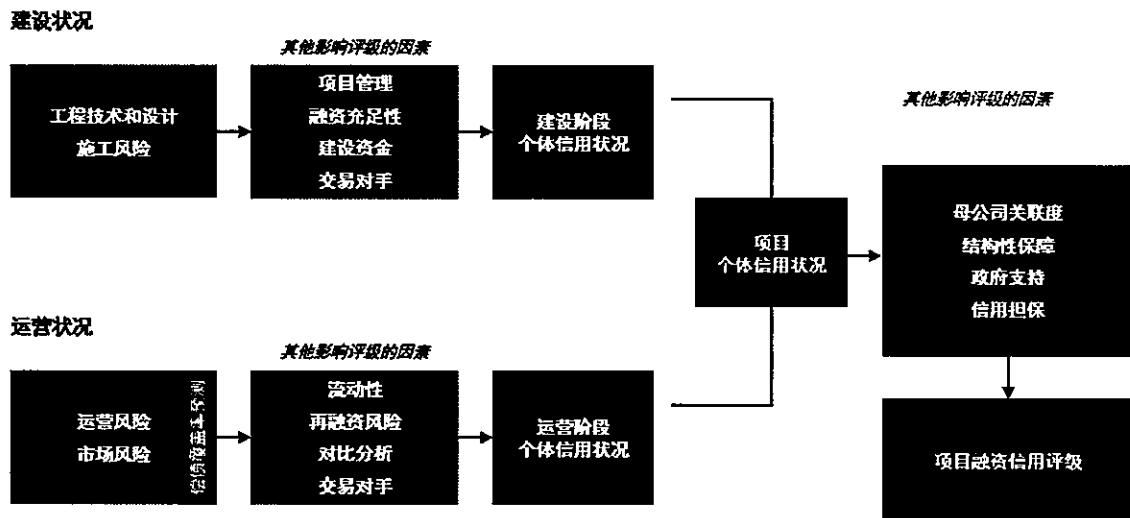 建设状况
其他影响评级的因素
工程技术和设计
施工风险
项目管理
融资充足性
建设资金
交易对手
建设阶段
个体信用状况
项目
个体信用状况
其他影响评级的因素
母公司关联度
结构性保障
政府支持
信用担保
项目融资信用评级
运营状况
其他影响评级的因素
运营风险
市场风险
偿债覆盖率预测
流动性
再融资风险
对比分析
交易对手
运营阶段
个体信用状况